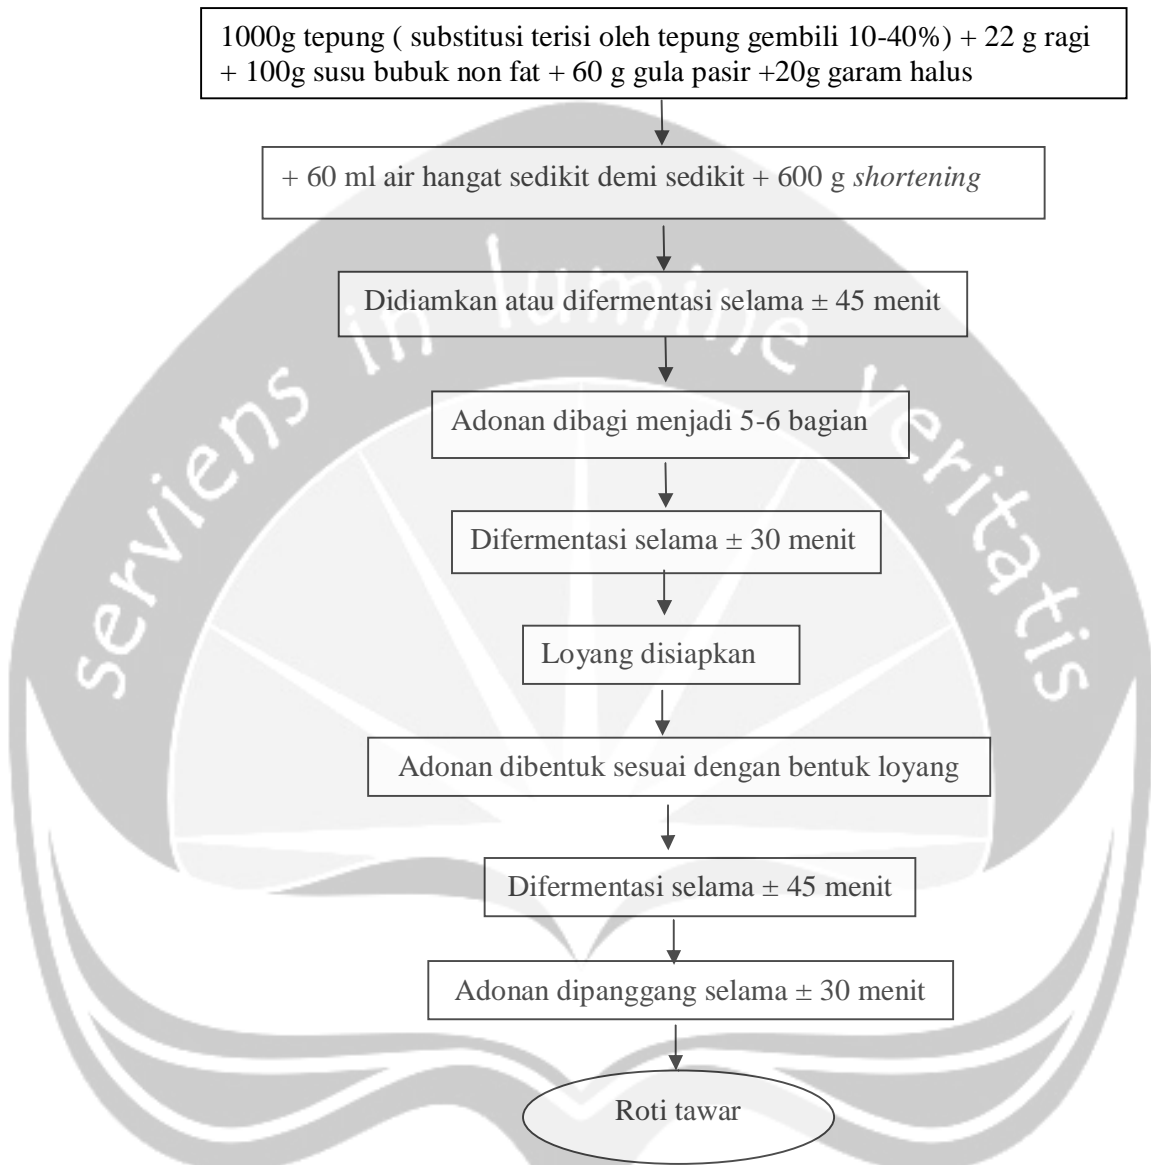 1000g tepung ( substitusi terisi oleh tepung gembili 10-40%) + 22 g ragi
+ 100g susu bubuk non fat + 60 g gula pasir +20g garam halus
+ 60 ml air hangat sedikit demi sedikit + 600 g shortening
Didiamkan atau difermentasi selama ± 45 menit
Adonan dibagi menjadi 5-6 bagian
Difermentasi selama ± 30 menit
Loyang disiapkan
Adonan dibentuk sesuai dengan bentuk loyang
Difermentasi selama ± 45 menit
Adonan dipanggang selama ± 30 menit
Roti tawar
serviens in lumine veritatis